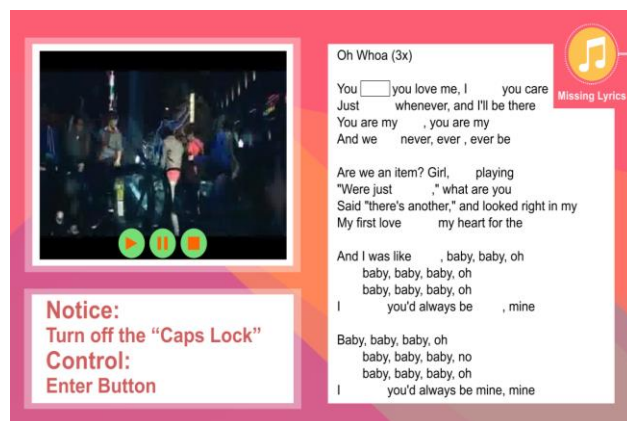 Oh Whoa (3x)
You you love me, I you care
Just whenever, and I'll be there
You are my , you are my
And we never, ever , ever be
Are we an item? Girl, playing
"Were just ," what are you
Said "there's another," and looked right in my
My first love my heart for the
And I was like , baby, baby, oh
baby, baby, baby, oh
baby, baby, baby, oh
I you'd always be , mine
Baby, baby, baby, oh
baby, baby, baby, no
baby, baby, baby, oh
I you'd always be mine, mine
Missing Lyrics
Notice:
Turn off the “Caps Lock”
Control:
Enter Button